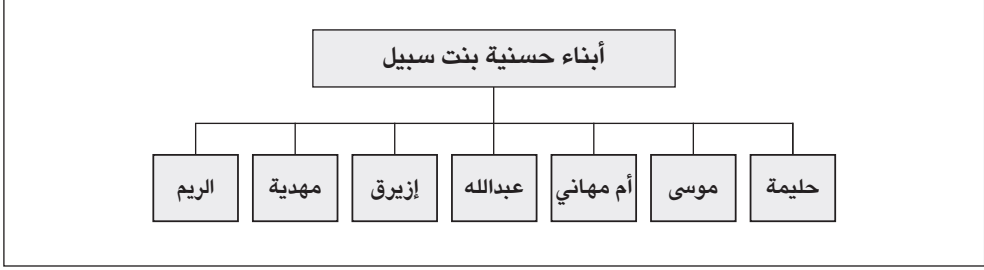 أبناء حسنية بنت سبيل
حليمة
موسى
أم مهاني
عبدالله
إزيرق
مهدية
الريم